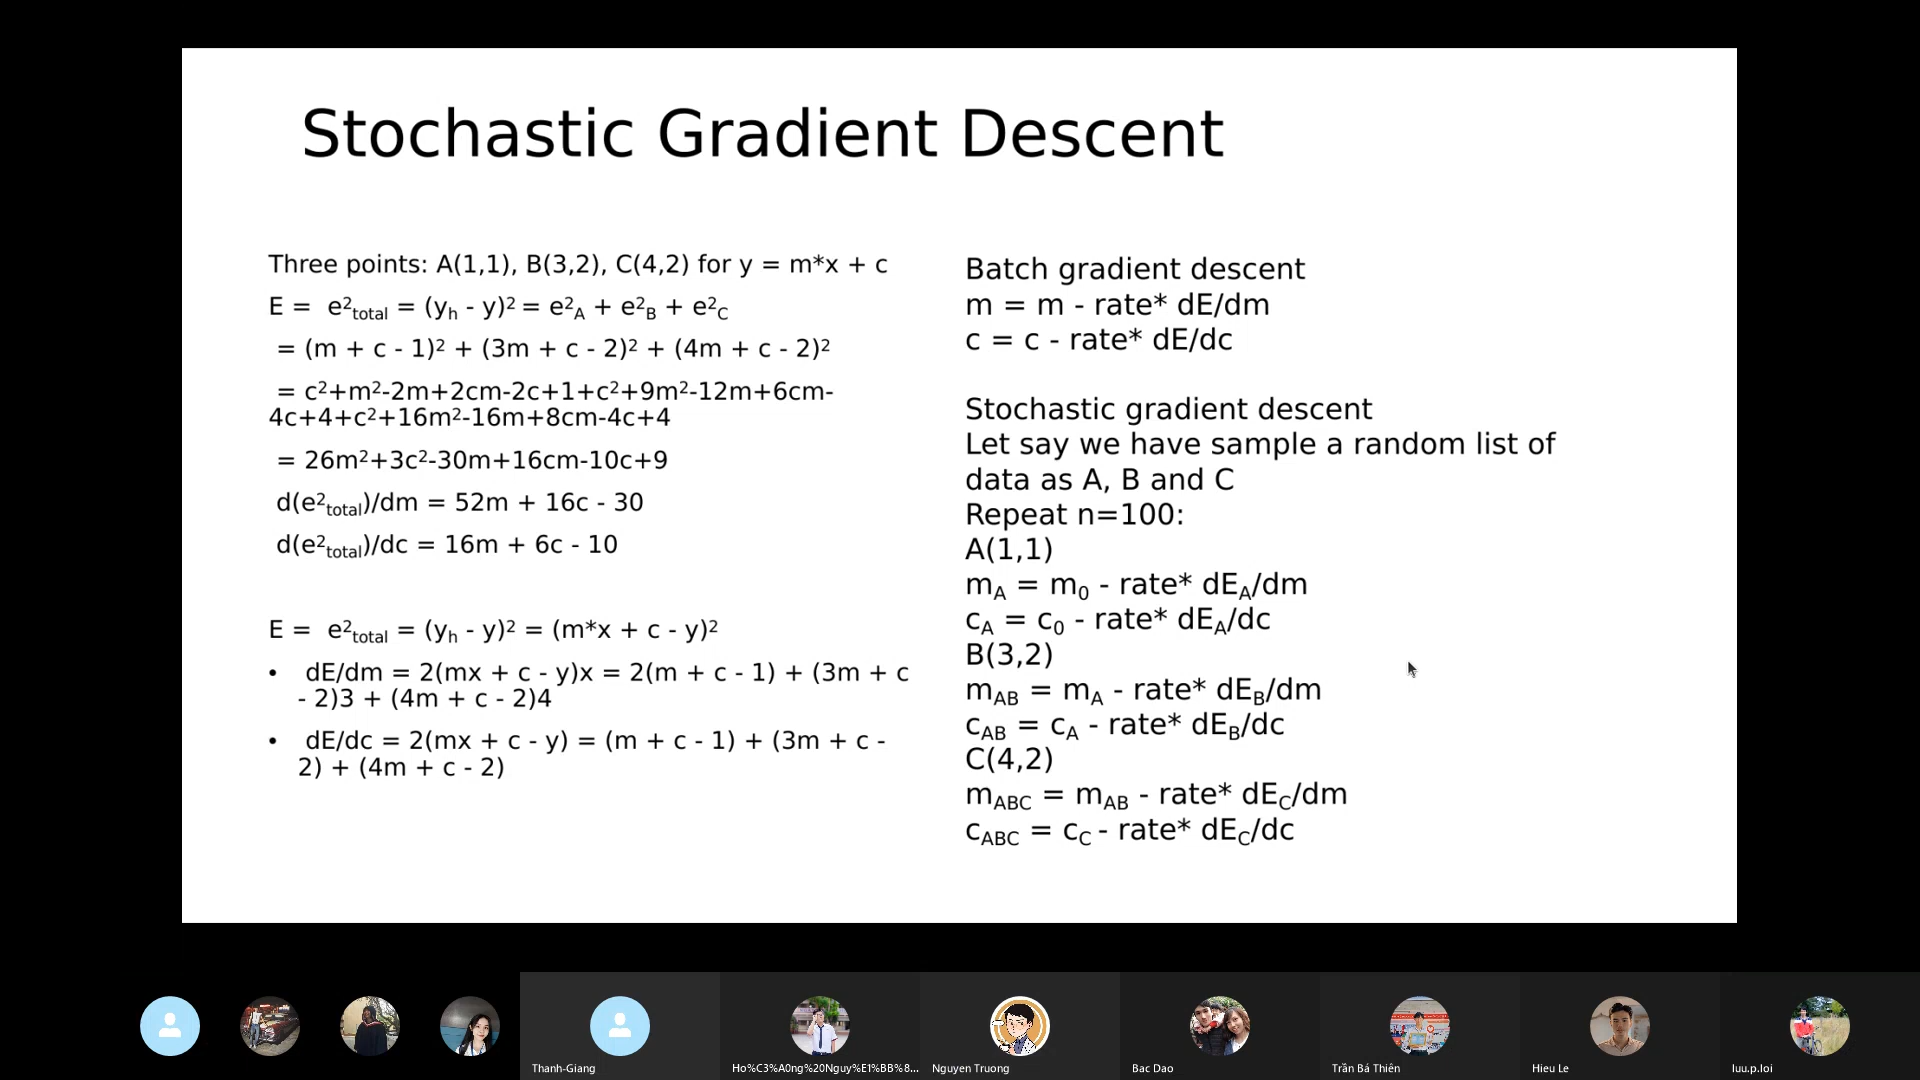 Stochastic Gradient Descent
Three points: A(1,1), B(3,2), C(4,2) for y = m*x + c
E =  e²total = (yh - y)² = e²A + e²B + e²C
= (m + c - 1)² + (3m + c - 2)² + (4m + c - 2)²
= c²+m²-2m+2cm-2c+1+c²+9m²-12m+6cm-
4c+4+c²+16m²-16m+8cm-4c+4
= 26m²+3c²-30m+16cm-10c+9
d(e²total)/dm = 52m + 16c - 30
d(e²total)/dc = 16m + 6c - 10
E =  e²total = (yh - y)² = (m*x + c - y)²
• dE/dm = 2(mx + c - y)x = 2(m + c - 1) + (3m + c
- 2)3 + (4m + c - 2)4
• dE/dc = 2(mx + c - y) = (m + c - 1) + (3m + c -
2) + (4m + c - 2)
Batch gradient descent
m = m - rate* dE/dm
c = c - rate* dE/dc
Stochastic gradient descent
Let say we have sample a random list of
data as A, B and C
Repeat n=100:
A(1,1)
mA = m0 - rate* dEA/dm
cA = c0 - rate* dEA/dc
B(3,2)
mAB = mA - rate* dEB/dm
cAB = cA - rate* dEB/dc
C(4,2)
mABC = mAB - rate* dEC/dm
cABC = cC - rate* dEC/dc
Thanh-Giang
Ho%C3%A0ng%20Nguy%E1%BB%8...
Nguyen Truong
Bac Dao
Trần Bá Thiên
Hieu Le
luu.p.loi